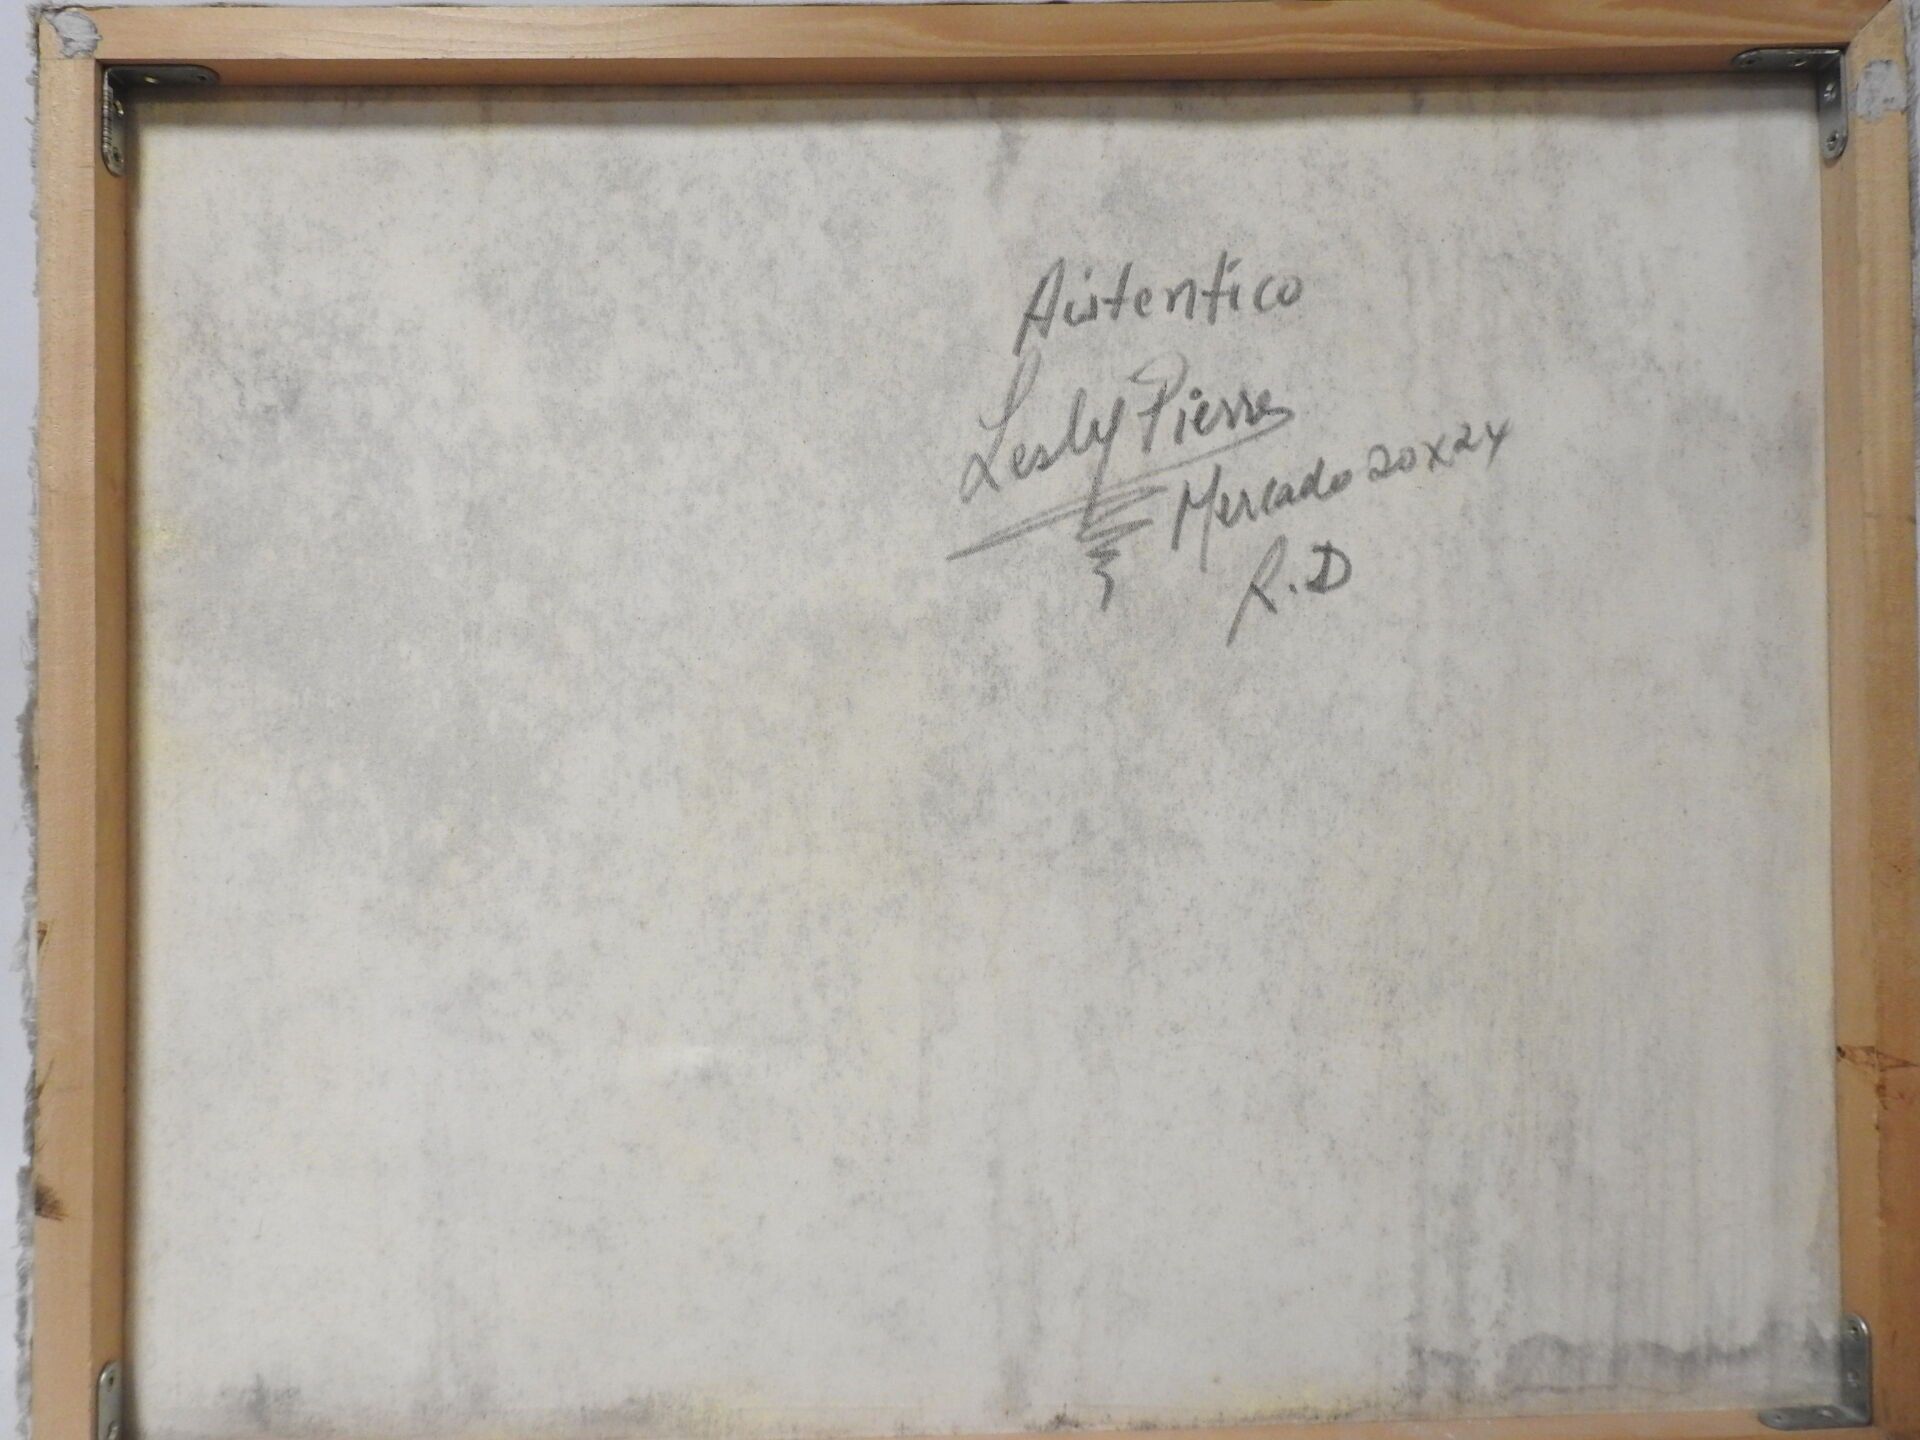 Autentico
Lesly Pierre
Mercado 20x24
R.D